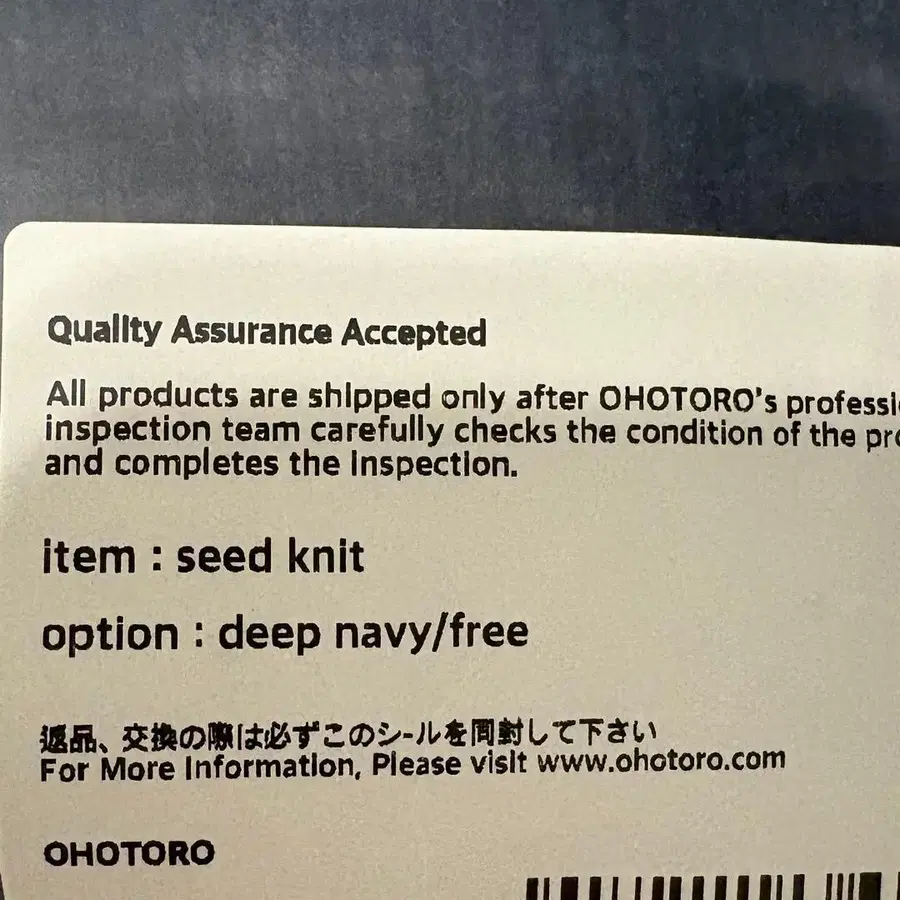 Quality Assurance Accepted
All products are shipped only after OHOTORO's
inspection team carefully checks the condition of the
and completes the inspection.
item : seed knit
option : deep navy/free
返品、交換の際は必ずこのシールを同封して下さい
For More Information, Please visit www.ohotoro.com
OHOTORO